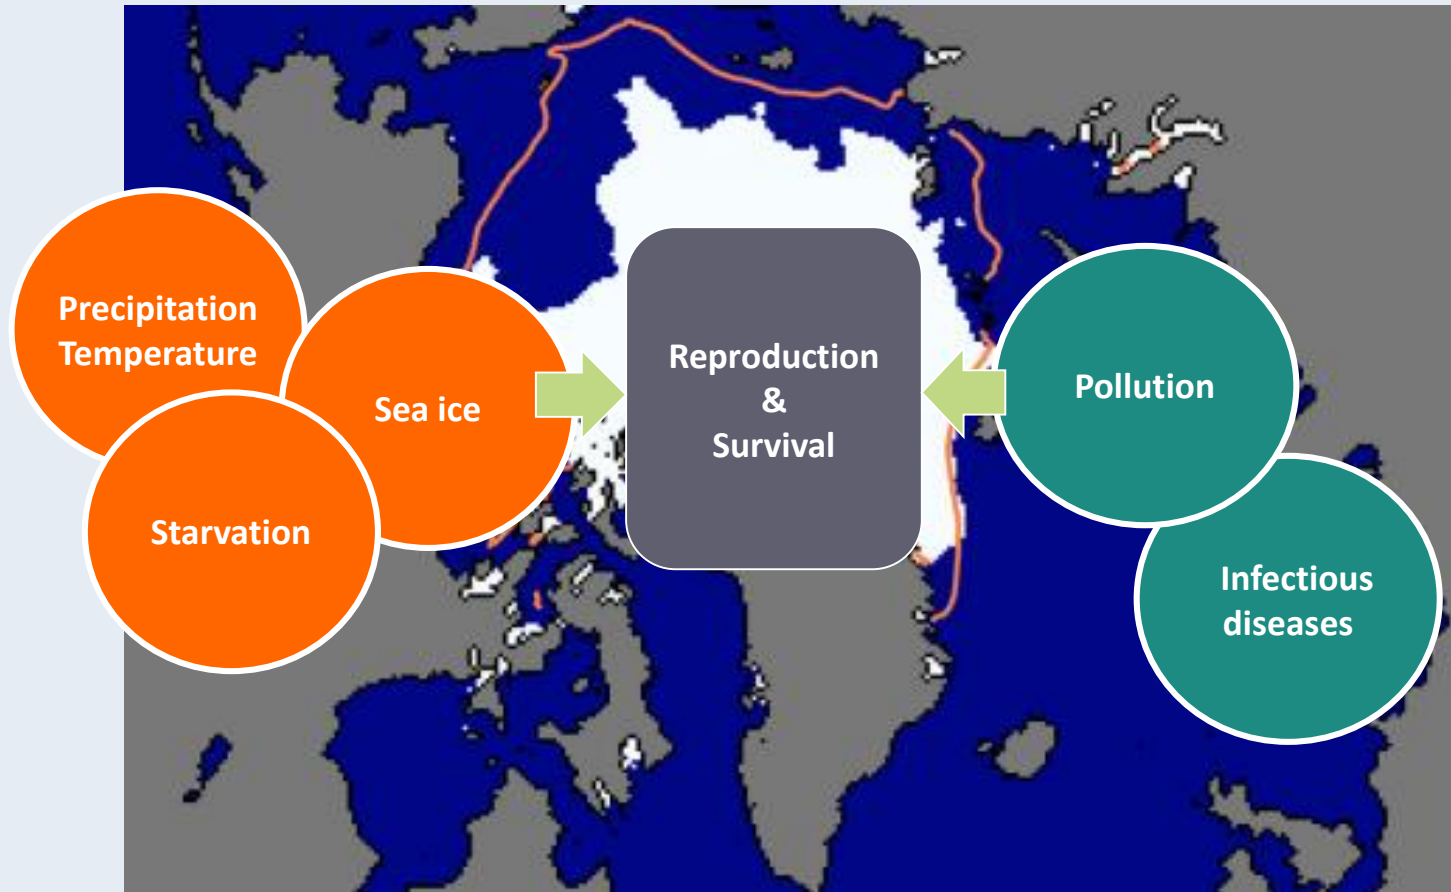 Precipitation
Temperature
Sea ice
Starvation
Reproduction
&
Survival
Pollution
Infectious
diseases